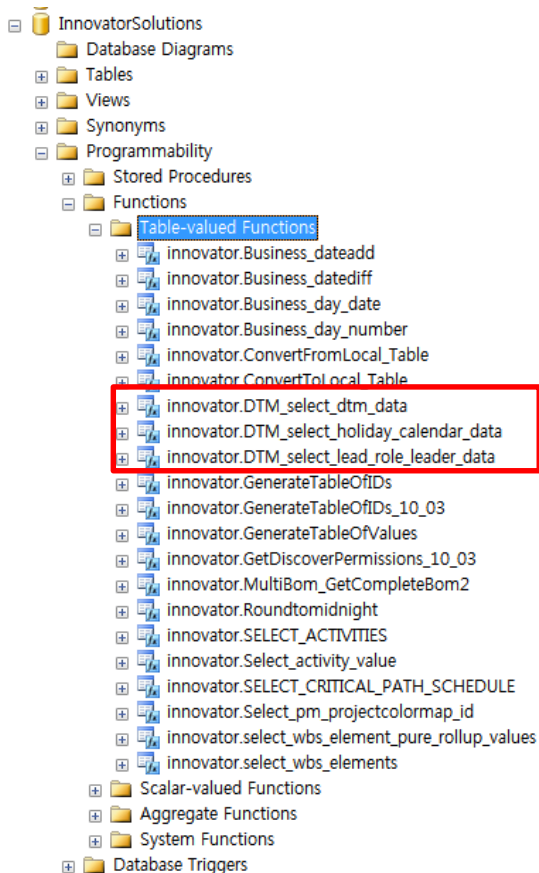 InnovatorSolutions
Database Diagrams
Tables
Views
Synonyms
Programmability
Stored Procedures
Functions
Table-valued Functions
innovator.Business_dateadd
innovator.Business_datediff
innovator.Business_day_date
innovator.Business_day_number
innovator.ConvertFromLocal_Table
innovator.ConvertToLocal_Table
innovator.DTM_select_dtm_data
innovator.DTM_select_holiday_calendar_data
innovator.DTM_select_lead_role_leader_data
innovator.GenerateTableOfIDs
innovator.GenerateTableOfIDs_10_03
innovator.GenerateTableOfValues
innovator.GetDiscoverPermissions_10_03
innovator.MultiBom_GetCompleteBom2
innovator.Roundtomidnight
innovator.SELECT_ACTIVITIES
innovator.Select_activity_value
innovator.SELECT_CRITICAL_PATH_SCHEDULE
innovator.Select_pm_projectcolormap_id
innovator.select_wbs_element_pure_rollup_values
innovator.select_wbs_elements
Scalar-valued Functions
Aggregate Functions
System Functions
Database Triggers